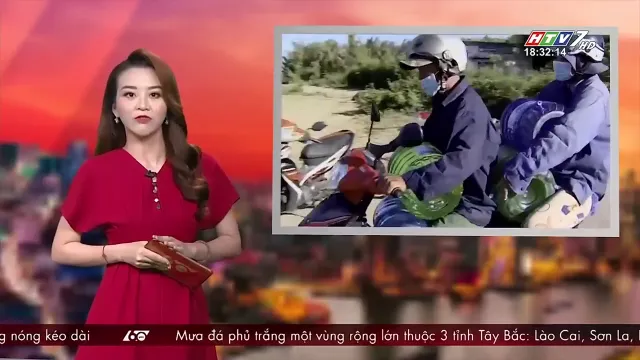 HTV7 HD
18:32:14
g nóng kéo dài 60 Mưa đá phủ trắng một vùng rộng lớn thuộc 3 tỉnh Tây Bắc: Lào Cai, Sơn La,